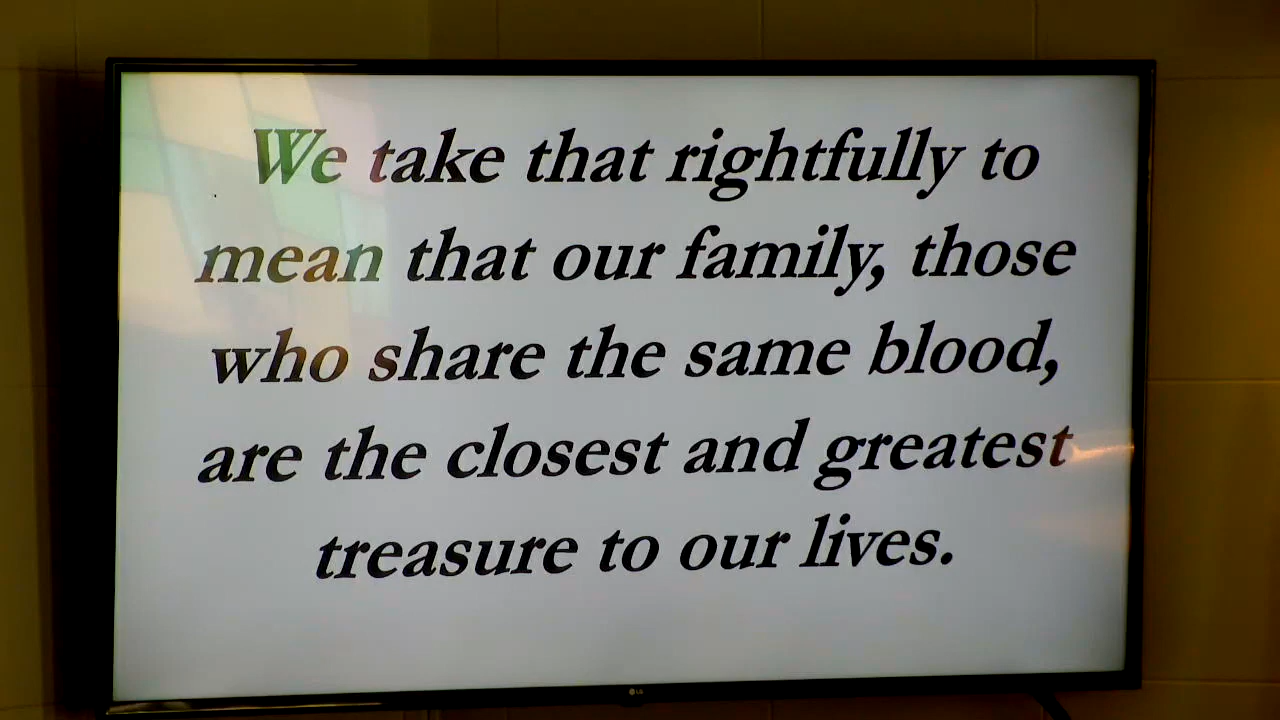 We take that rightfully to
mean that our family, those
who share the same blood,
are the closest and greatest
treasure to our lives.
LG